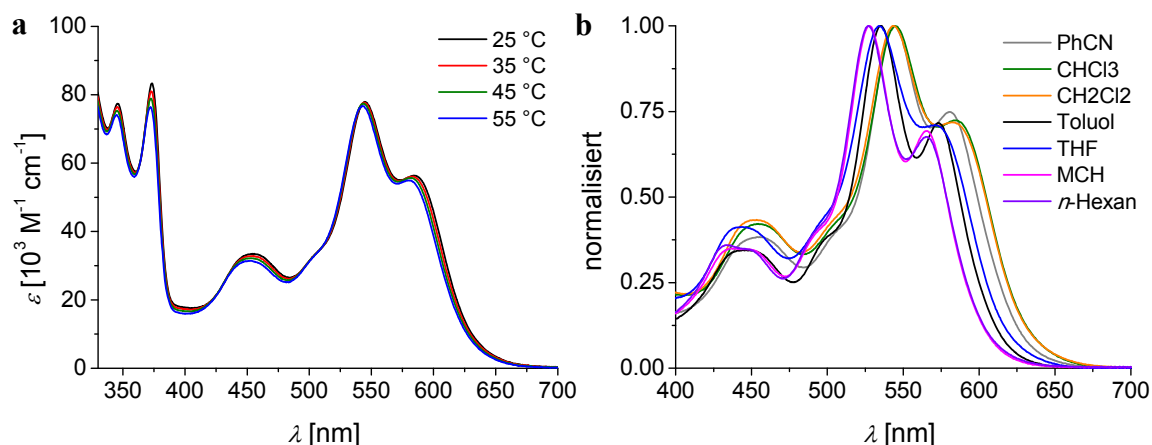 a
100
80
60
40
20
0
ε [10³ M⁻¹ cm⁻¹]
25 °C
35 °C
45 °C
55 °C
350 400 450 500 550 600 650 700
λ [nm]
b
1.00
0.75
0.50
0.25
0.00
normalisiert
PhCN
CHCl3
CH2Cl2
Toluol
THF
MCH
n-Hexan
400 450 500 550 600 650 700
λ [nm]